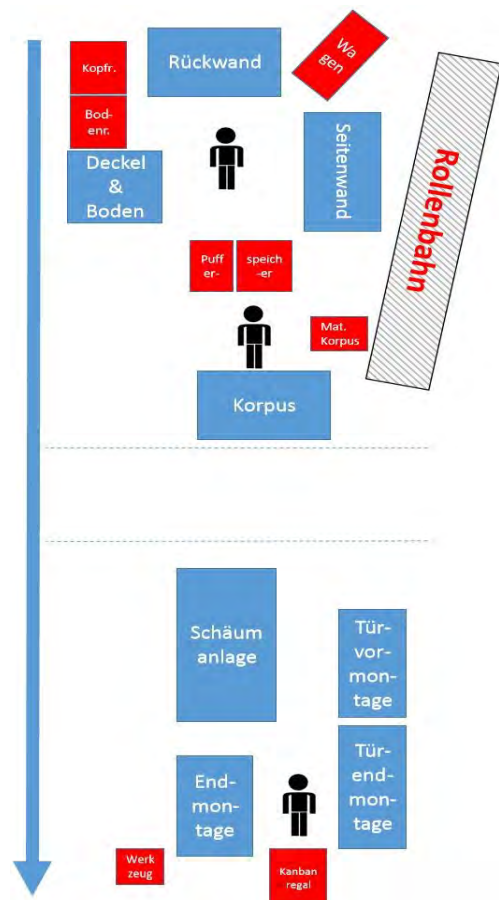 Kopfr.
Rückwand
Wa
gen
Bod-
enr.
Deckel
&
Boden
Seitenwand
Rollenbahn
Puff
er-
speich
-er
Mat.
Korpus
Korpus
Schäum
anlage
Tür-
vor-
mon-
tage
Tür-
end-
mon-
tage
End-
mon-
tage
Werk
zeug
Kanban
regal